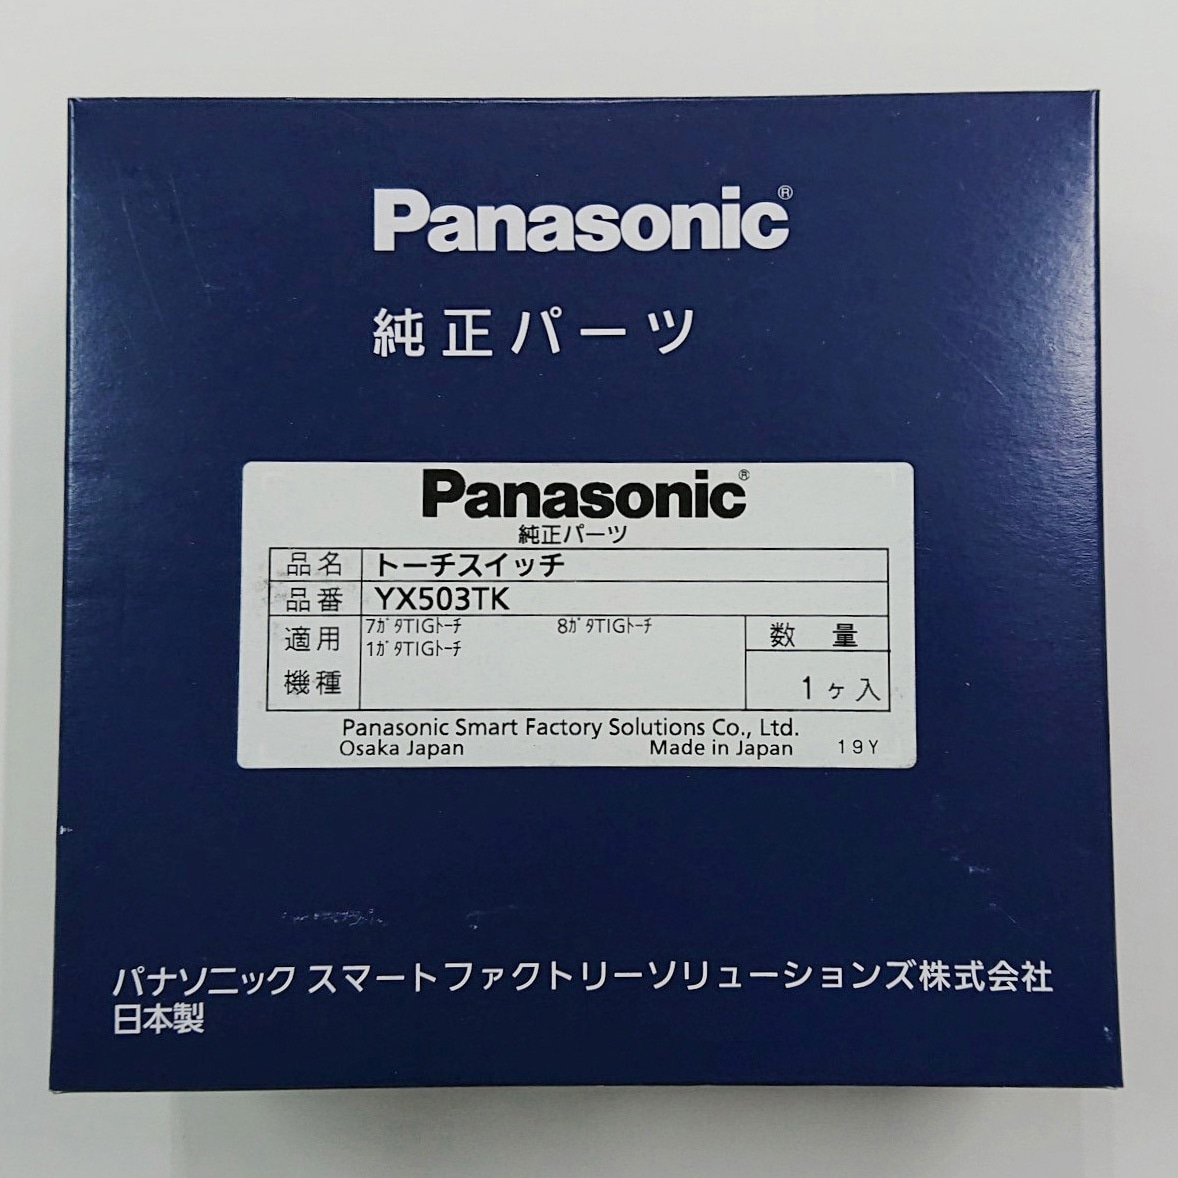 Panasonic®
純正パーツ
Panasonic®
純正パーツ
品名 トーチスイッチ
品番 YX503TK
適用 7ｶﾞﾀTIGﾄｰﾁ 8ｶﾞﾀTIGﾄｰﾁ 数量
1ｶﾞﾀTIGﾄｰﾁ
機種 1ヶ入
Panasonic Smart Factory Solutions Co., Ltd.
Osaka Japan Made in Japan 19Y
パナソニック スマートファクトリーソリューションズ株式会社
日本製